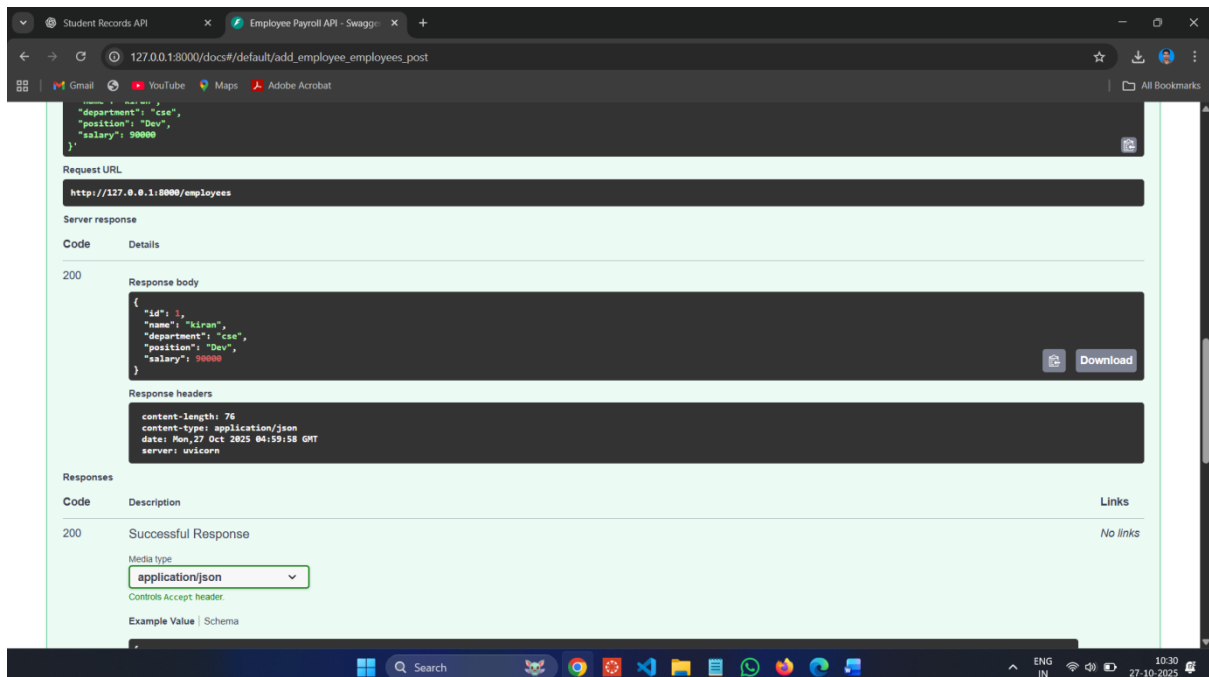 Student Records API
Employee Payroll API - Swagge
127.0.0.1:8000/docs#/default/add_employee_employees_post
Gmail YouTube Maps Adobe Acrobat All Bookmarks
"name": "kiran",
"department": "cse",
"position": "Dev",
"salary": 90000
}'
Request URL
http://127.0.0.1:8000/employees
Server response
Code Details
200
Response body
{
"id": 1,
"name": "kiran",
"department": "cse",
"position": "Dev",
"salary": 90000
}
Download
Response headers
content-length: 76
content-type: application/json
date: Mon,27 Oct 2025 04:59:58 GMT
server: uvicorn
Responses
Code Description Links
200 Successful Response No links
Media type
application/json
Controls Accept header.
Example Value | Schema
{
Search
ENG
IN
10:30
27-10-2025